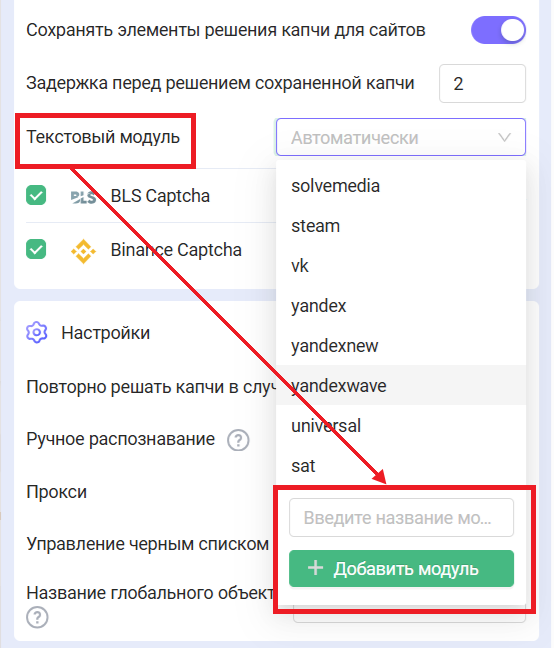 Сохранять элементы решения капчи для сайтов
Задержка перед решением сохраненной капчи 2
Текстовый модуль Автоматически
solvemedia
BLS BLS Captcha
steam
Binance Captcha
vk
yandex
Настройки
yandexnew
Повторно решать капчи в случ
yandexwave
Ручное распознавание ?
universal
sat
Прокси
Введите название мо...
Управление черным списком
+ Добавить модуль
Название глобального объект
?